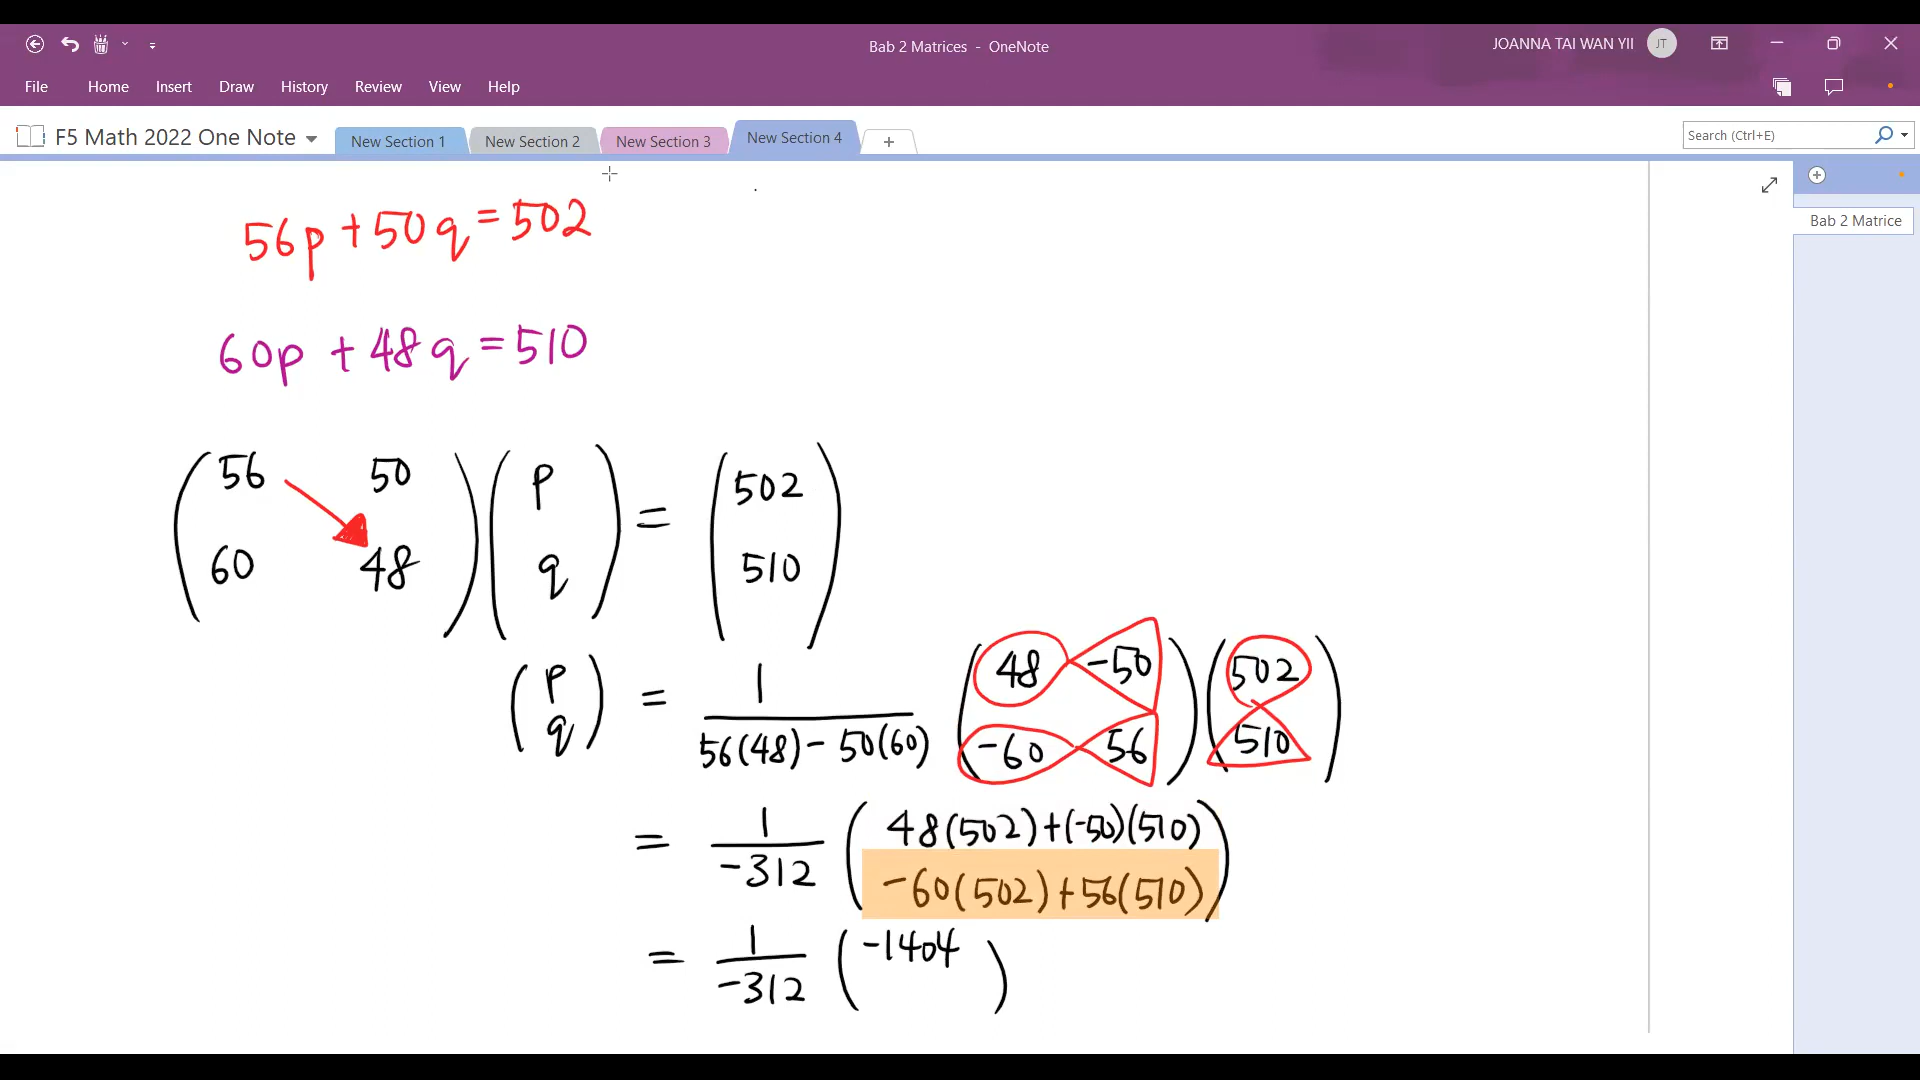 Bab 2 Matrices - OneNote
JOANNA TAI WAN YII JT
File Home Insert Draw History Review View Help
F5 Math 2022 One Note New Section 1 New Section 2 New Section 3 New Section 4 + Search (Ctrl+E)
Bab 2 Matrice
56p+50q=502
60p+48q=510
(56 50) (p) = (502)
(60 48) (q) (510)
(p) = 1 (48 -50) (502)
(q) 56(48)-50(60) (-60 56) (510)
= 1 (48(502)+(-50)(510))
-312 (-60(502)+56(510))
= 1 (-1404 )
-312